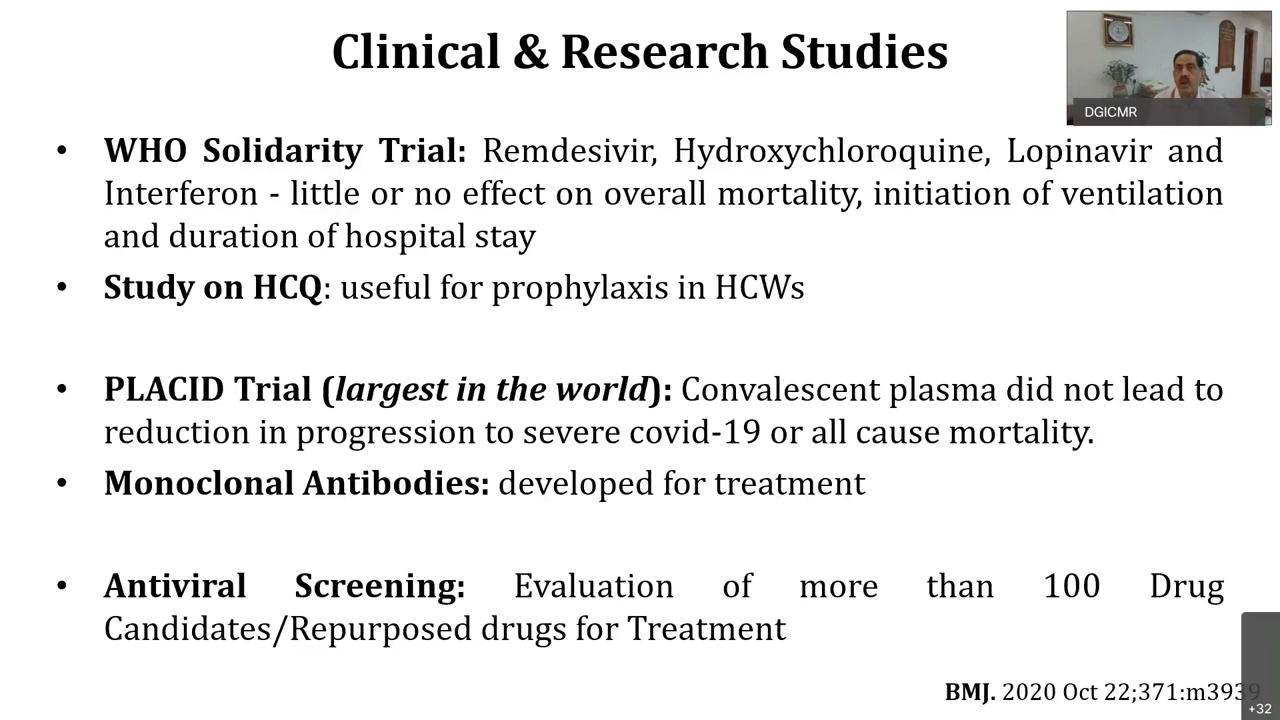 Clinical & Research Studies
DGICMR
• WHO Solidarity Trial: Remdesivir, Hydroxychloroquine, Lopinavir and
Interferon - little or no effect on overall mortality, initiation of ventilation
and duration of hospital stay
• Study on HCQ: useful for prophylaxis in HCWs
• PLACID Trial (largest in the world): Convalescent plasma did not lead to
reduction in progression to severe covid-19 or all cause mortality.
• Monoclonal Antibodies: developed for treatment
• Antiviral Screening: Evaluation of more than 100 Drug
Candidates/Repurposed drugs for Treatment
BMJ. 2020 Oct 22;371:m3939
+32